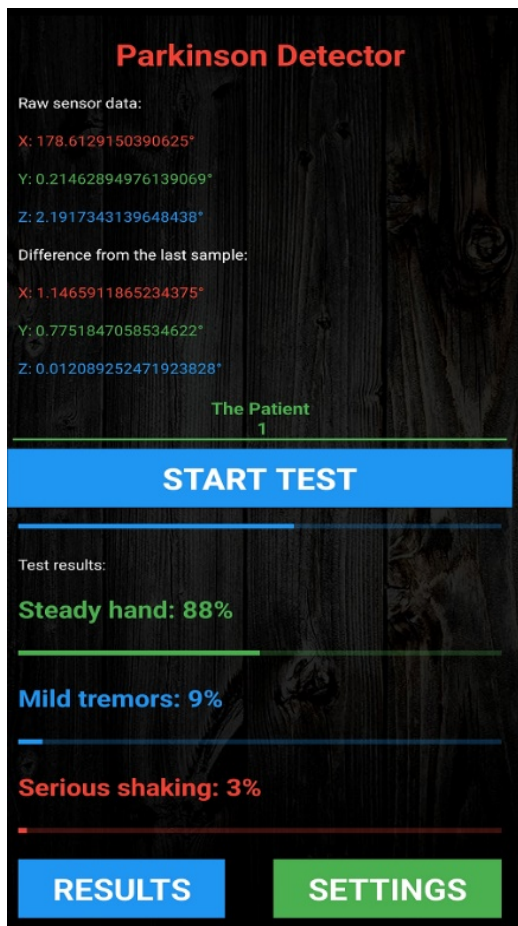 Parkinson Detector
Raw sensor data:
X: 178.6129150390625°
Y: 0.21462894976139069°
Z: 2.1917343139648438°
Difference from the last sample:
X: 1.1465911865234375°
Y: 0.7751847058534622°
Z: 0.012089252471923828°
The Patient
1
START TEST
Test results:
Steady hand: 88%
Mild tremors: 9%
Serious shaking: 3%
RESULTS
SETTINGS